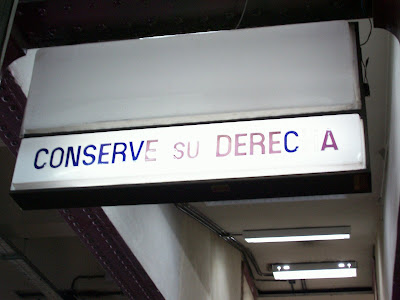 CONSERVE SU DEREC A